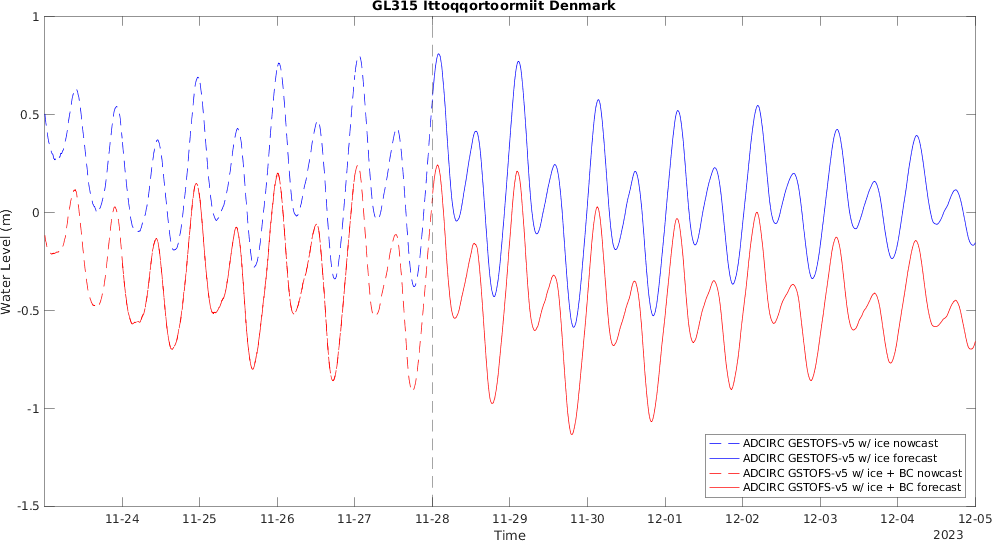 GL315 Ittoqqortoormiit Denmark
1
0.5
0
-0.5
-1
-1.5
Water Level (m)
11-24 11-25 11-26 11-27 11-28 11-29 11-30 12-01 12-02 12-03 12-04 12-05
Time
2023
ADCIRC GESTOFS-v5 w/ ice nowcast
ADCIRC GESTOFS-v5 w/ ice forecast
ADCIRC GSTOFS-v5 w/ ice + BC nowcast
ADCIRC GSTOFS-v5 w/ ice + BC forecast